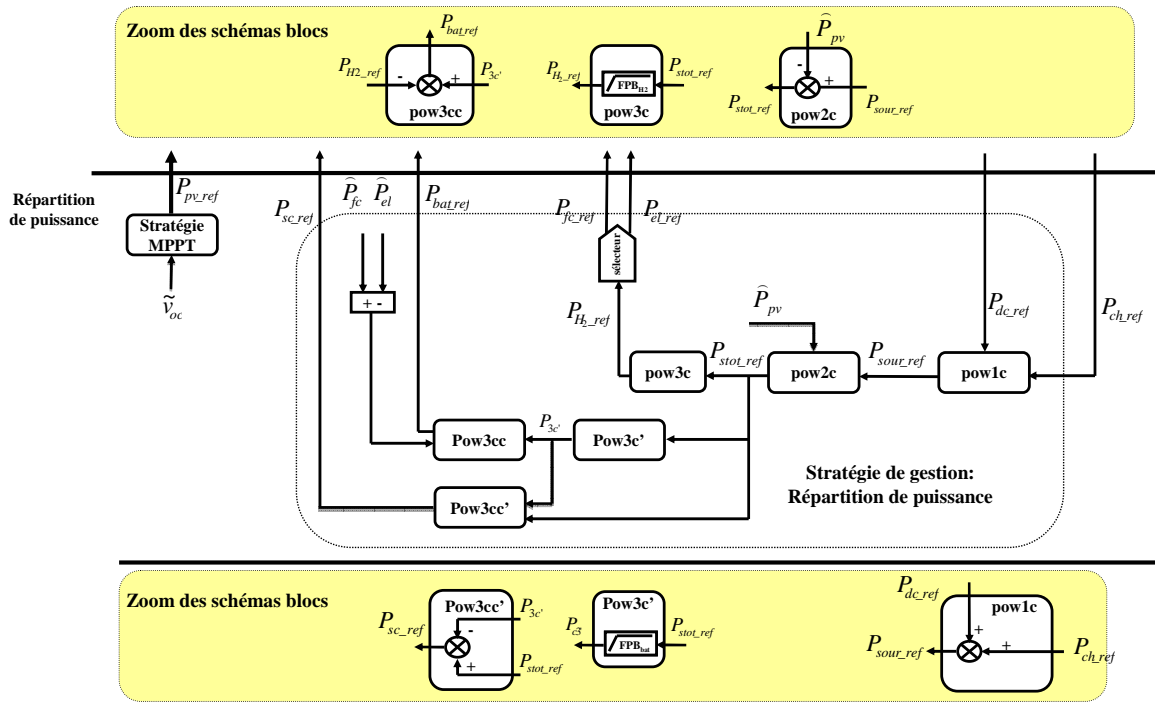 Zoom des schémas blocs
P_bat_ref
P_H2_ref
-
+
P_3c'
pow3cc
P_H2_ref
FPB_H2
P_stot_ref
pow3c
P̂_pv
-
+
P_stot_ref
P_sour_ref
pow2c
Répartition
de puissance
P_pv_ref
Stratégie
MPPT
ṽ_oc
P_sc_ref
P̂_fc
P̂_el
P_bat_ref
+ -
P_fc_ref
P_el_ref
sélecteur
P_H2_ref
P̂_pv
P_dc_ref
P_ch_ref
pow3c
P_stot_ref
pow2c
P_sour_ref
pow1c
Pow3cc
P_3c'
Pow3c’
Pow3cc’
Stratégie de gestion:
Répartition de puissance
Zoom des schémas blocs
Pow3cc’
P_sc_ref
-
+
P_3c'
P_stot_ref
Pow3c’
P_c3'
FPB_bat
P_stot_ref
P_dc_ref
pow1c
+
+
P_sour_ref
P_ch_ref